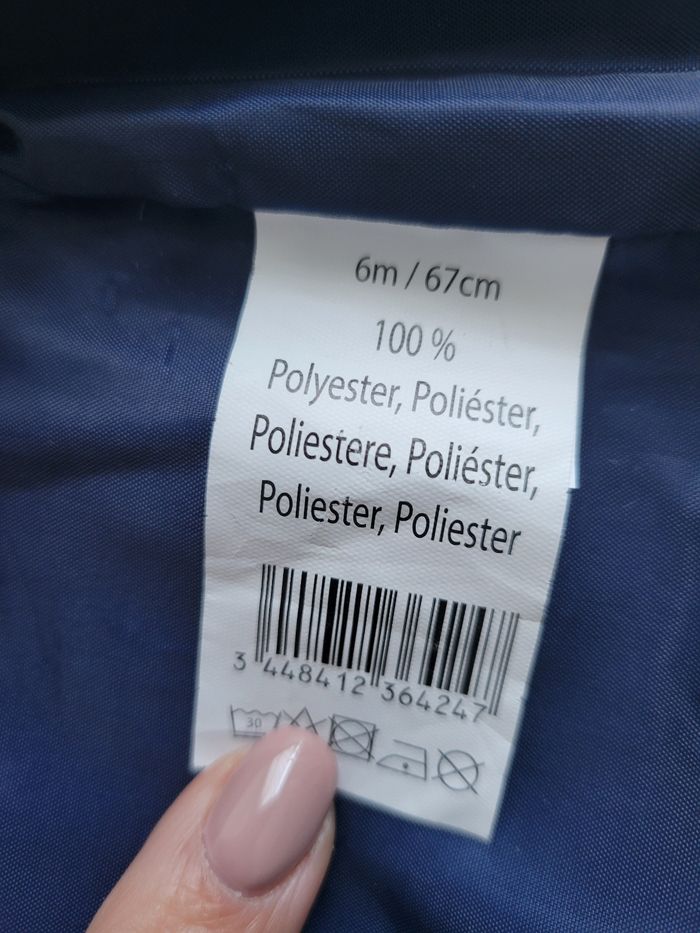 6m / 67cm
100 %
Polyester, Poliéster,
Poliestere, Poliéster,
Poliester, Poliester
3 448412 364247
30